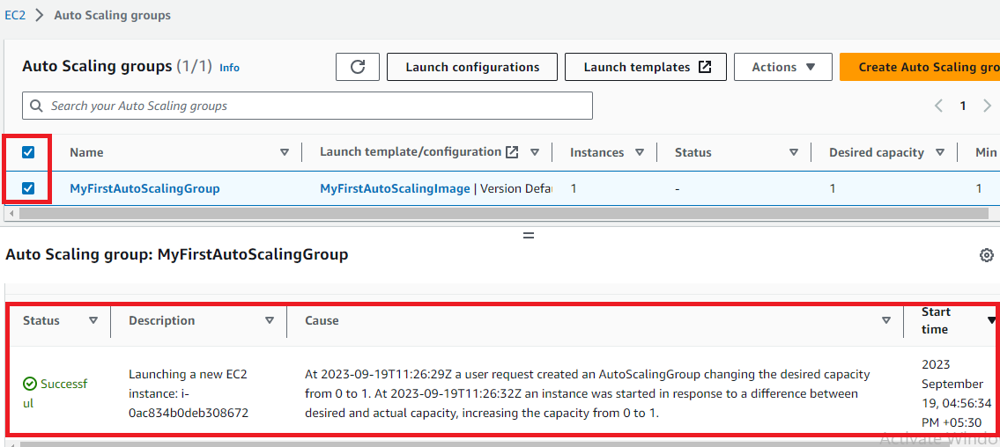 EC2 > Auto Scaling groups
Auto Scaling groups (1/1) Info
Launch configurations
Launch templates
Actions
Create Auto Scaling gro
Search your Auto Scaling groups
1
Name
Launch template/configuration
Instances
Status
Desired capacity
Min
MyFirstAutoScalingGroup
MyFirstAutoScalingImage | Version Defau
1
-
1
1
Auto Scaling group: MyFirstAutoScalingGroup
Status
Description
Cause
Start
time
Successf
ul
Launching a new EC2
instance: i-
0ac834b0deb308672
At 2023-09-19T11:26:29Z a user request created an AutoScalingGroup changing the desired capacity
from 0 to 1. At 2023-09-19T11:26:32Z an instance was started in response to a difference between
desired and actual capacity, increasing the capacity from 0 to 1.
2023
September
19, 04:56:34
PM +05:30
Activate Windo